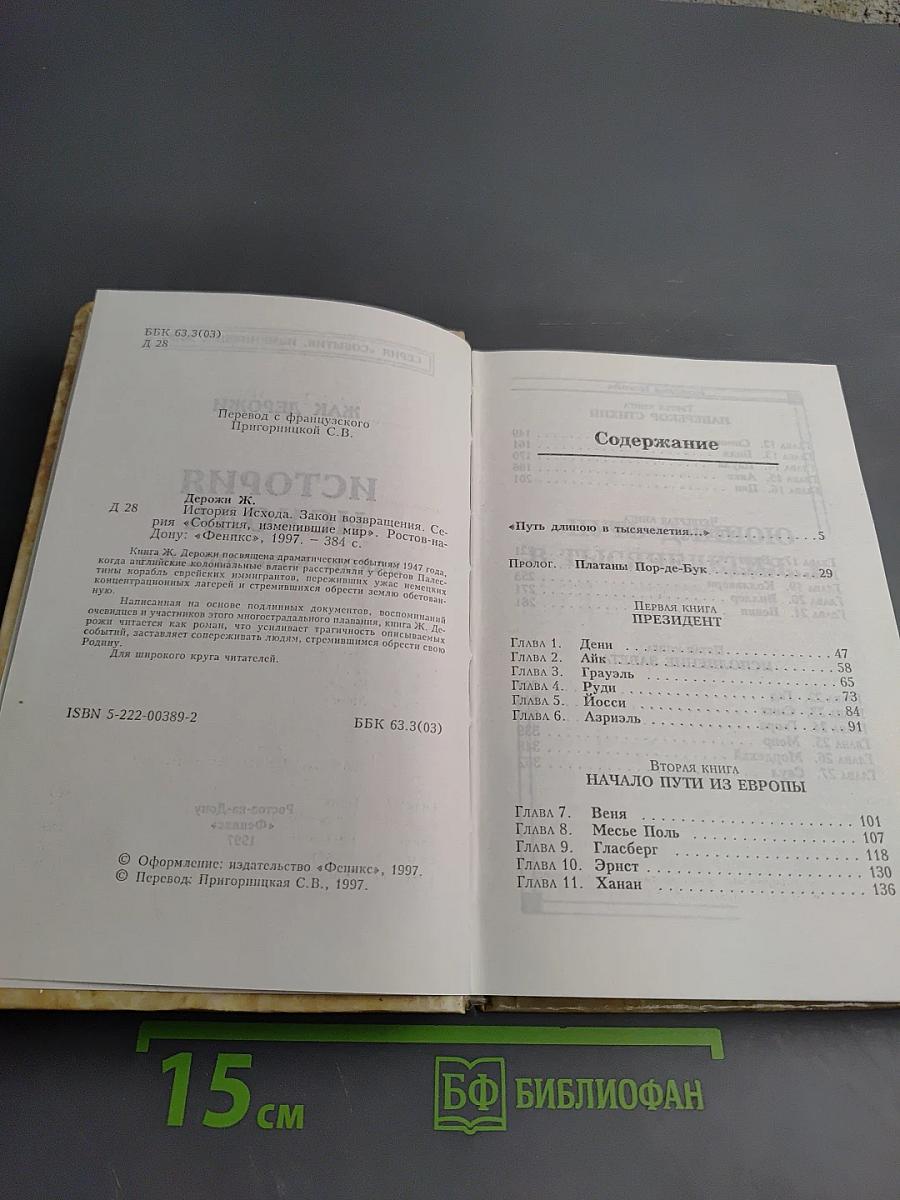 ББК 63.3(03)
Д 28
Перевод с французского
Пригорницкой С.В.
Дерожи Ж.
Д 28
История Исхода. Закон возвращения. Се-
рия «События, изменившие мир». Ростов-на-
Дону: «Феникс», 1997. — 384 с.
Книга Ж. Дерожи посвящена драматическим событиям 1947 года,
когда английские колониальные власти расстреляли у берегов Палес-
тины корабль еврейских иммигрантов, переживших ужас немецких
концентрационных лагерей и стремившихся обрести землю обетован-
ную.
Написанная на основе подлинных документов, воспоминаний
очевидцев и участников этого многострадального плавания, книга Ж. Де-
рожи читается как роман, что усиливает трагичность описываемых
событий, заставляет сопереживать людям, стремившимся обрести свою
Родину.
Для широкого круга читателей.
ISBN 5-222-00389-2
ББК 63.3(03)
© Оформление: издательство «Феникс», 1997.
© Перевод: Пригорницкая С.В., 1997.
Содержание
«Путь длиною в тысячелетия...» 5
Пролог. Платаны Пор-де-Бук 29
Первая книга
ПРЕЗИДЕНТ
Глава 1. Дени 47
Глава 2. Айк 58
Глава 3. Грауэль 65
Глава 4. Руди 73
Глава 5. Йосси 84
Глава 6. Азриэль 91
Вторая книга
НАЧАЛО ПУТИ ИЗ ЕВРОПЫ
Глава 7. Веня 101
Глава 8. Месье Поль 107
Глава 9. Гласберг 118
Глава 10. Эрнст 130
Глава 11. Ханан 136
15 см
БФ БИБЛИОФАН